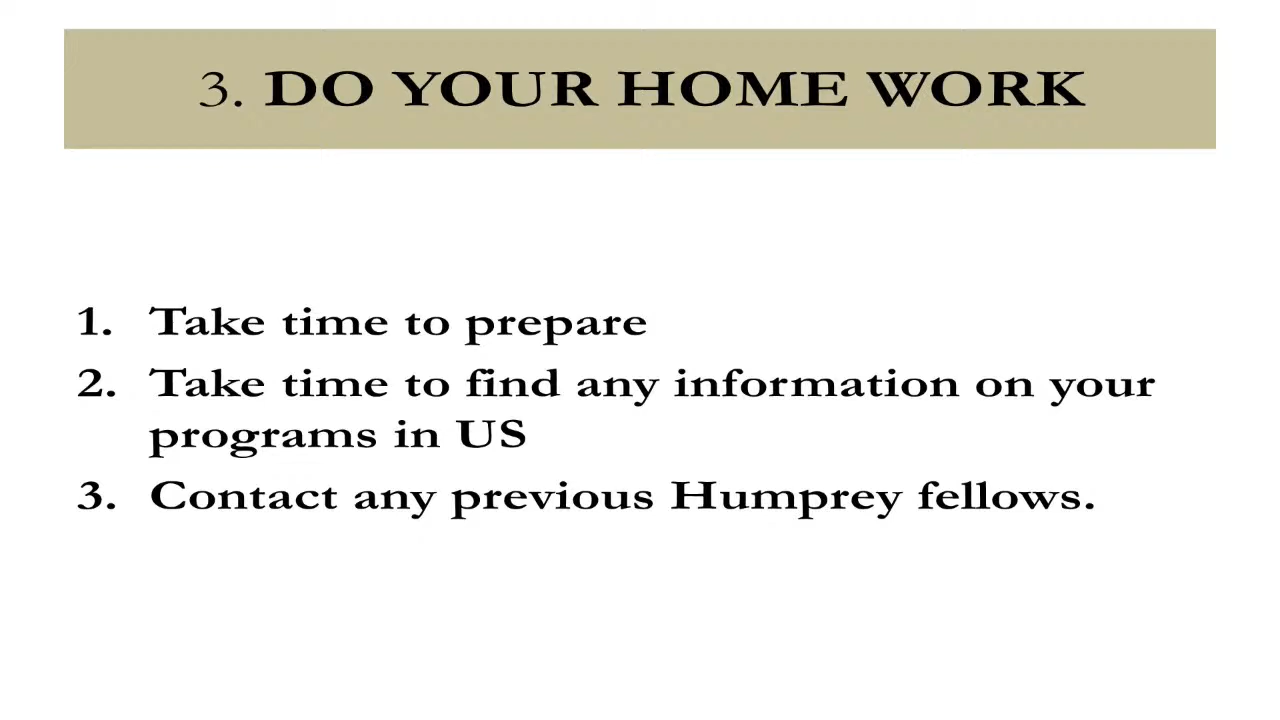 3. DO YOUR HOME WORK
1. Take time to prepare
2. Take time to find any information on your
programs in US
3. Contact any previous Humprey fellows.